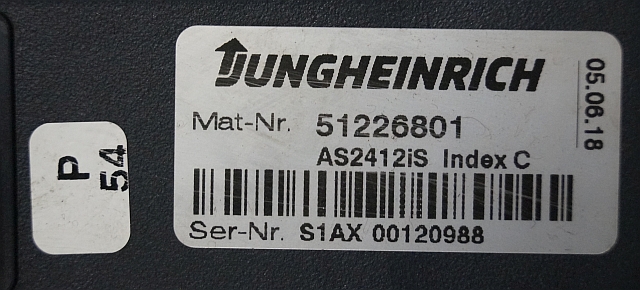 JUNGHEINRICH
Mat-Nr. 51226801
AS2412iS Index C
Ser-Nr. S1AX 00120988
05.06.18
P
54